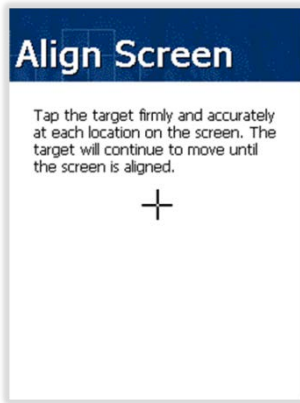 Align Screen
Tap the target firmly and accurately
at each location on the screen. The
target will continue to move until
the screen is aligned.